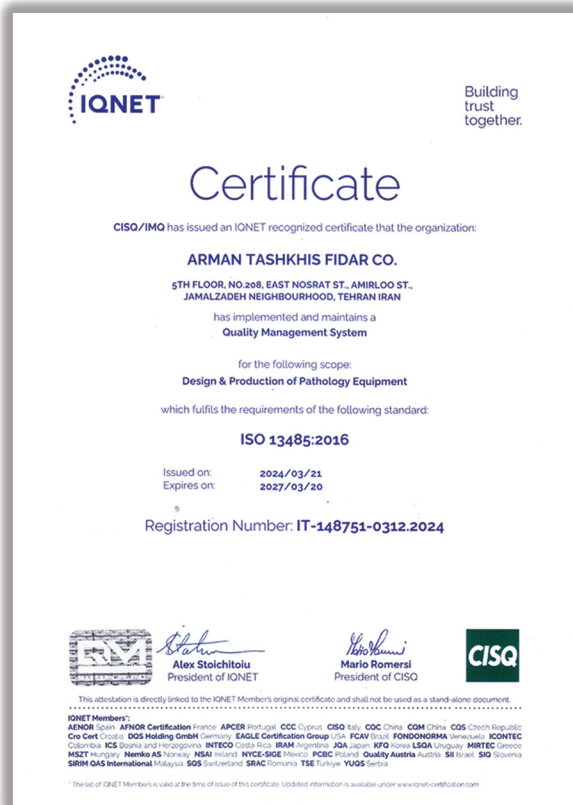 IQNET
Building
trust
together.
Certificate
CISQ/IMQ has issued an IQNET recognized certificate that the organization:
ARMAN TASHKHIS FIDAR CO.
5TH FLOOR, NO.208, EAST NOSRAT ST., AMIRLOO ST.,
JAMALZADEH NEIGHBOURHOOD, TEHRAN IRAN
has implemented and maintains a
Quality Management System
for the following scope:
Design & Production of Pathology Equipment
which fulfils the requirements of the following standard:
ISO 13485:2016
Issued on: 2024/03/21
Expires on: 2027/03/20
Registration Number: IT-148751-0312.2024
Alex Stoichitoiu
President of IQNET
Mario Romersi
President of CISQ
CISQ
This attestation is directly linked to the IQNET Member's original certificate and shall not be used as a stand-alone document.
IQNET Members*:
AENOR Spain AFNOR Certification France APCER Portugal CCC Cyprus CISQ Italy CQC China CQM China CQS Czech Republic
Cro Cert Croatia DQS Holding GmbH Germany EAGLE Certification Group USA FCAV Brazil FONDONORMA Venezuela ICONTEC
Colombia ICS Bosnia and Herzegovina INTECO Costa Rica IRAM Argentina JQA Japan KFQ Korea LSQA Uruguay MIRTEC Greece
MSZT Hungary Nemko AS Norway NSAI Ireland NYCE-SIGE México PCBC Poland Quality Austria Austria SII Israel SIQ Slovenia
SIRIM QAS International Malaysia SQS Switzerland SRAC Romania TSE Türkiye YUQS Serbia
* The list of IQNET Members is valid at the time of issue of this certificate. Updated information is available under www.iqnet-certification.com